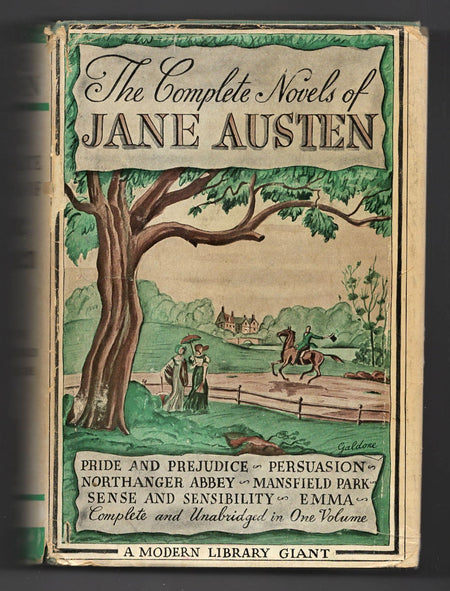 The Complete Novels of
JANE AUSTEN
Galdone
PRIDE AND PREJUDICE ~ PERSUASION ~
NORTHANGER ABBEY ~ MANSFIELD PARK ~
SENSE AND SENSIBILITY ~ EMMA ~
Complete and Unabridged in One Volume
A MODERN LIBRARY GIANT